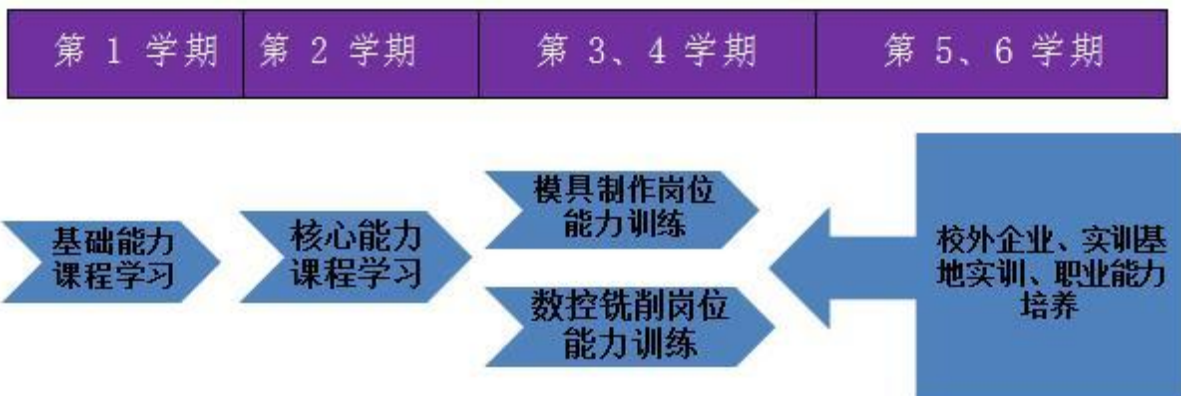 第 1 学期
第 2 学期
第 3、4 学期
第 5、6 学期
基础能力
课程学习
核心能力
课程学习
模具制作岗位
能力训练
数控铣削岗位
能力训练
校外企业、实训基
地实训、职业能力
培养